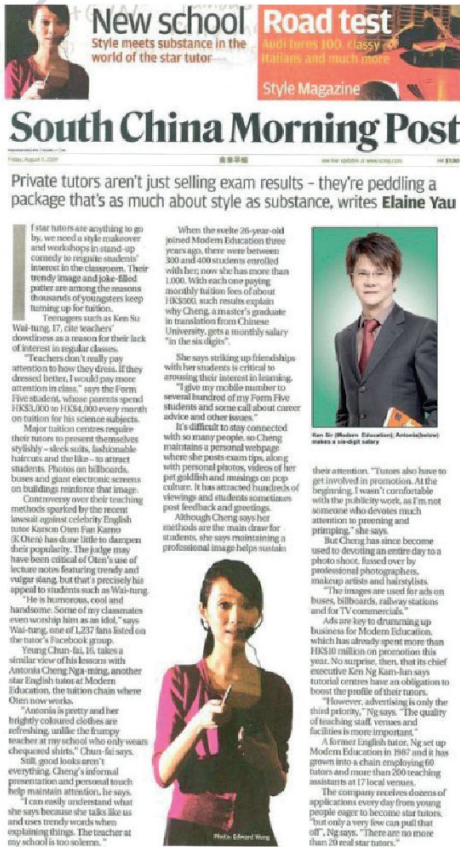 New school
Style meets substance in the
world of the star tutor
Road test
Audi turns 100, classy
Italians and much more
Style Magazine
South China Morning Post
Friday, August 7, 2009
南華早報
Private tutors aren't just selling exam results – they're peddling a
package that's as much about style as substance, writes Elaine Yau
If star tutors are anything to go
by, we need a style makeover
and workshops in stand-up
comedy to reignite students'
interest in the classroom. Their
trendy image and joke-filled
patter are among the reasons
thousands of youngsters keep
turning up for tuition.
Teenagers such as Ken Su
Wai-tung, 17, cite teachers'
dowdiness as a reason for their lack
of interest in regular classes.
"Teachers don't really pay
attention to how they dress. If they
dressed better, I would pay more
attention in class," says the Form
Five student, whose parents spend
HK$3,000 to HK$4,000 every month
on tuition for his science subjects.
Major tuition centres require
their tutors to present themselves
stylishly – sleek suits, fashionable
haircuts and the like – to attract
students. Photos on billboards,
buses and giant electronic screens
on buildings reinforce that image.
Controversy over their teaching
methods sparked by the recent
lawsuit against celebrity English
tutor Karson Oten Fan Karno
(K Oten) has done little to dampen
their popularity. The judge may
have been critical of Oten's use of
lecture notes featuring trendy and
vulgar slang, but that's precisely his
appeal to students such as Wai-tung.
"He is humorous, cool and
handsome. Some of my classmates
even worship him as an idol," says
Wai-tung, one of 1,237 fans listed on
the tutor's Facebook group.
Yeung Chun-fai, 16, takes a
similar view of his lessons with
Antonia Cheng Nga-ming, another
star English tutor at Modern
Education, the tuition chain where
Oten now works.
"Antonia is pretty and her
brightly coloured clothes are
refreshing, unlike the frumpy
teacher at my school who only wears
chequered shirts," Chun-fai says.
Still, good looks aren't
everything. Cheng's informal
presentation and personal touch
help maintain attention, he says.
"I can easily understand what
she says because she talks like us
and uses trendy words when
explaining things. The teacher at
my school is too solemn."
When the svelte 26-year-old
joined Modern Education three
years ago, there were between
300 and 400 students enrolled
with her; now she has more than
1,000. With each one paying
monthly tuition fees of about
HK$500, such results explain
why Cheng, a master's graduate
in translation from Chinese
University, gets a monthly salary
"in the six digits".
She says striking up friendships
with her students is critical to
arousing their interest in learning.
"I give my mobile number to
several hundred of my Form Five
students and some call about career
advice and other issues."
It's difficult to stay connected
with so many people, so Cheng
maintains a personal webpage
where she posts exam tips, along
with personal photos, videos of her
pet goldfish and musings on pop
culture. It has attracted hundreds of
viewings and students sometimes
post feedback and greetings.
Although Cheng says her
methods are the main draw for
students, she says maintaining a
professional image helps sustain
Photo: Edward Wong
Ken Sir (Modern Education); Antonia(below)
makes a six-digit salary
their attention. "Tutors also have to
get involved in promotion. At the
beginning, I wasn't comfortable
with the publicity work, as I'm not
someone who devotes much
attention to preening and
primping," she says.
But Cheng has since become
used to devoting an entire day to a
photo shoot, fussed over by
professional photographers,
makeup artists and hairstylists.
"The images are used for ads on
buses, billboards, railway stations
and for TV commercials."
Ads are key to drumming up
business for Modern Education,
which has already spent more than
HK$10 million on promotion this
year. No surprise, then, that its chief
executive Ken Ng Kam-lun says
tutorial centres have an obligation to
boost the profile of their tutors.
"However, advertising is only the
third priority," Ng says. "The quality
of teaching staff, venues and
facilities is more important."
A former English tutor, Ng set up
Modern Education in 1987 and it has
grown into a chain employing 60
tutors and more than 200 teaching
assistants at 17 local venues.
The company receives dozens of
applications every day from young
people eager to become star tutors,
"but only a very few can pull that
off", Ng says. "There are no more
than 20 real star tutors."